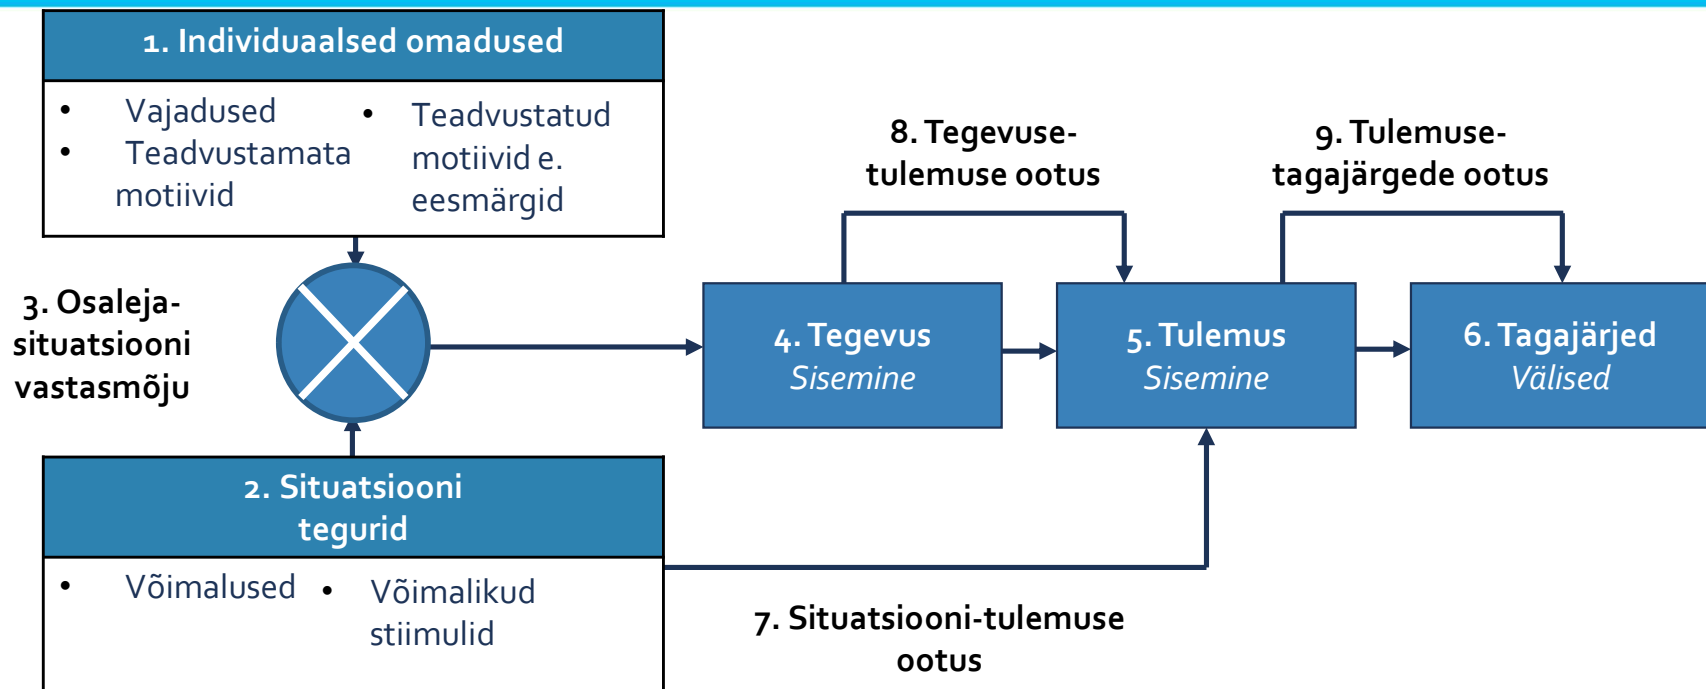 1. Individuaalsed omadused
• Vajadused
• Teadvustamata
motiivid
• Teadvustatud
motiivid e.
eesmärgid
8. Tegevuse-
tulemuse ootus
9. Tulemuse-
tagajärgede ootus
3. Osaleja-
situatsiooni
vastasmõju
4. Tegevus
Sisemine
5. Tulemus
Sisemine
6. Tagajärjed
Välised
2. Situatsiooni
tegurid
• Võimalused
• Võimalikud
stiimulid
7. Situatsiooni-tulemuse
ootus